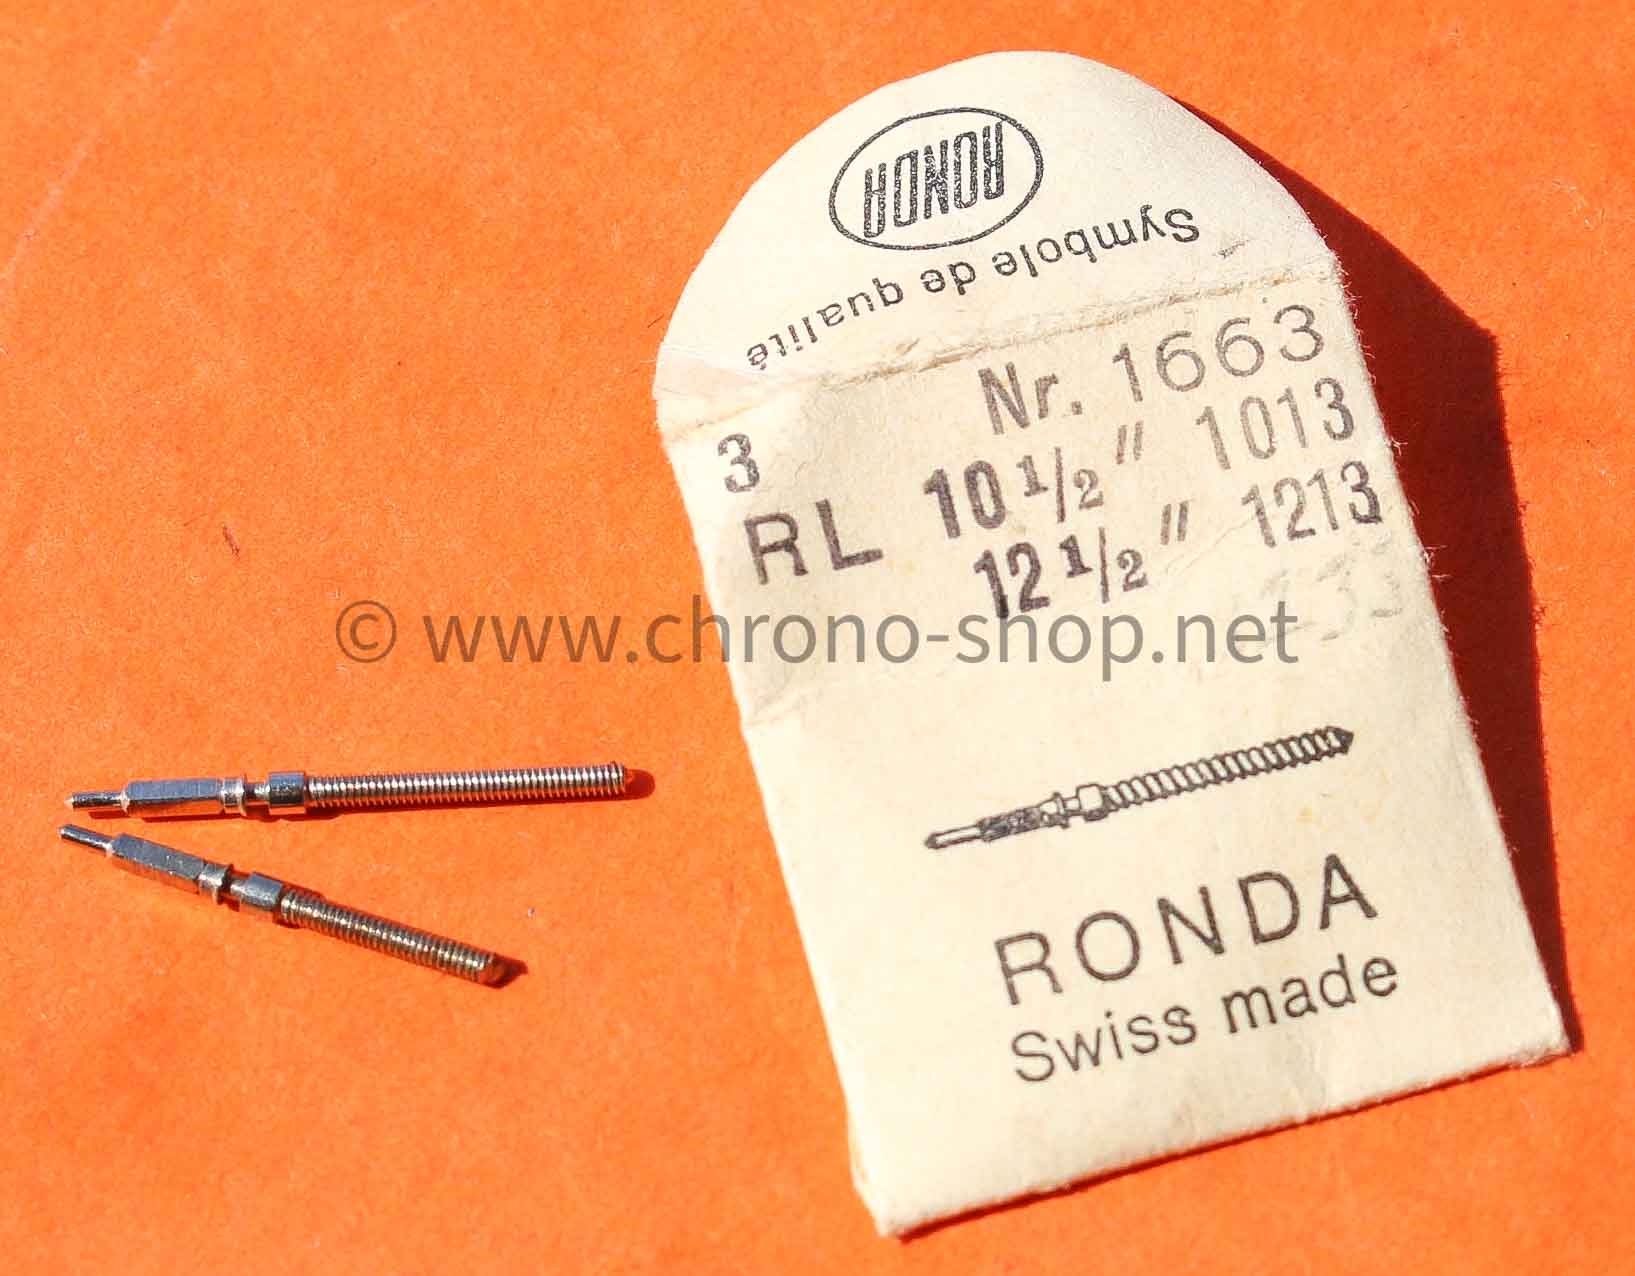 RONDA
Symbole de qualité
Nr. 1663
3
RL 10 1/2 " 1013
12 1/2 " 1213
© www.chrono-shop.net
RONDA
Swiss made